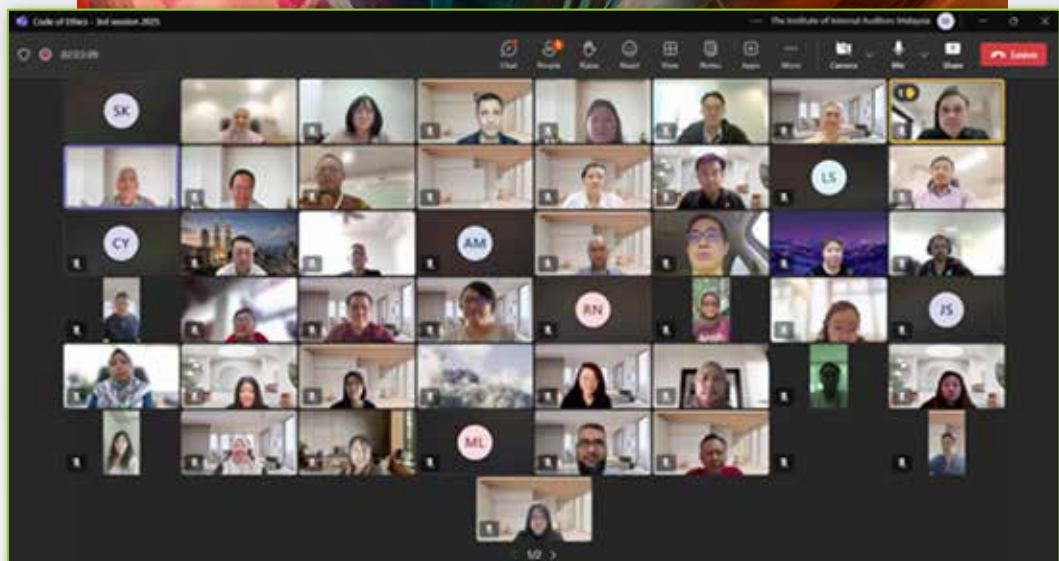 Code of Ethics - 3rd session 2025
The Institute of Internal Auditors Malaysia
02:03:09
Chat
People
Raise
React
View
Notes
Apps
More
Camera
Mic
Share
Leave
SK
LS
CY
AM
RN
JS
ML
1/2